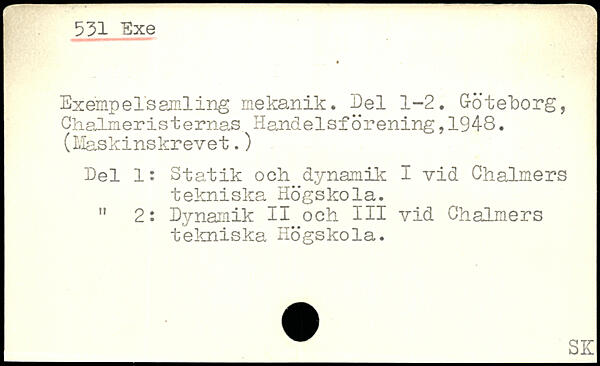 531 Exe
Exempelsamling mekanik. Del 1-2. Göteborg,
Chalmeristernas Handelsförening,1948.
(Maskinskrevet.)
Del 1: Statik och dynamik I vid Chalmers
tekniska Högskola.
" 2: Dynamik II och III vid Chalmers
tekniska Högskola.
SK